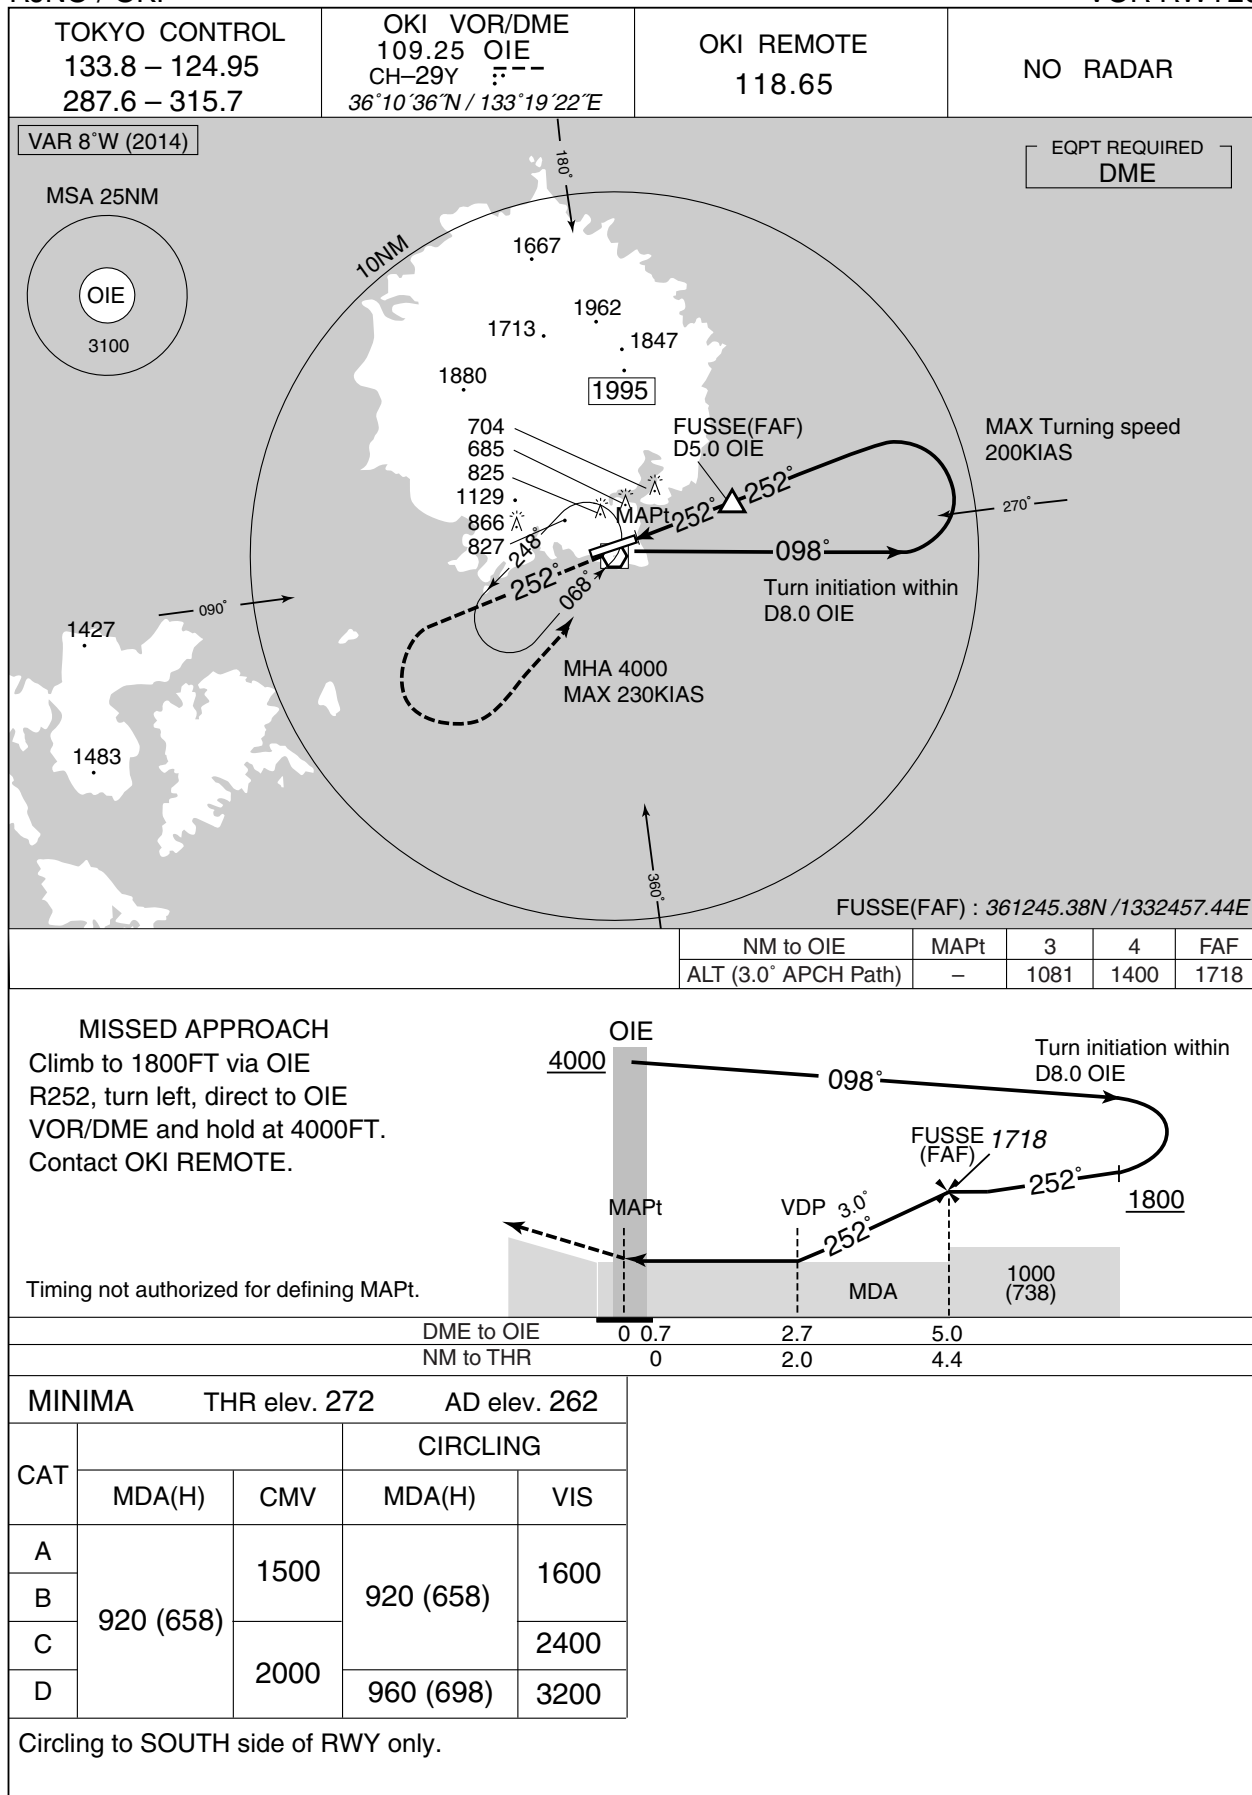 TOKYO CONTROL
133.8 – 124.95
287.6 – 315.7
OKI VOR/DME
109.25 OIE
CH–29Y
36°10´36˝N / 133°19´22˝E
OKI REMOTE
118.65
NO RADAR
VAR 8°W (2014)
EQPT REQUIRED
DME
MSA 25NM
OIE
3100
180°
10NM
1667
1962
1713
1847
1880
1995
704
685
825
1129
866
827
FUSSE(FAF)
D5.0 OIE
MAX Turning speed
200KIAS
252°
252°
MAPt
270°
098°
248°
252°
068°
Turn initiation within
D8.0 OIE
090°
1427
MHA 4000
MAX 230KIAS
1483
360°
FUSSE(FAF) : 361245.38N /1332457.44E
NM to OIE MAPt 3 4 FAF
ALT (3.0° APCH Path) – 1081 1400 1718
MISSED APPROACH
Climb to 1800FT via OIE
R252, turn left, direct to OIE
VOR/DME and hold at 4000FT.
Contact OKI REMOTE.
OIE
4000
098°
Turn initiation within
D8.0 OIE
FUSSE
(FAF)
1718
252°
1800
MAPt
VDP
3.0°
252°
MDA
1000
(738)
Timing not authorized for defining MAPt.
DME to OIE 0 0.7 2.7 5.0
NM to THR 0 2.0 4.4
MINIMA THR elev. 272 AD elev. 262
CAT
CIRCLING
MDA(H) CMV MDA(H) VIS
A
B
C
D
920 (658)
1500
2000
920 (658)
960 (698)
1600
2400
3200
Circling to SOUTH side of RWY only.